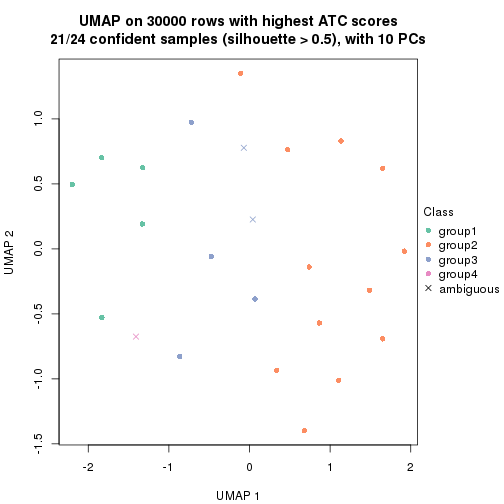 UMAP on 30000 rows with highest ATC scores
21/24 confident samples (silhouette > 0.5), with 10 PCs
1.0
0.5
0.0
-0.5
-1.0
-1.5
UMAP 2
-2
-1
0
1
2
UMAP 1
Class
group1
group2
group3
group4
ambiguous